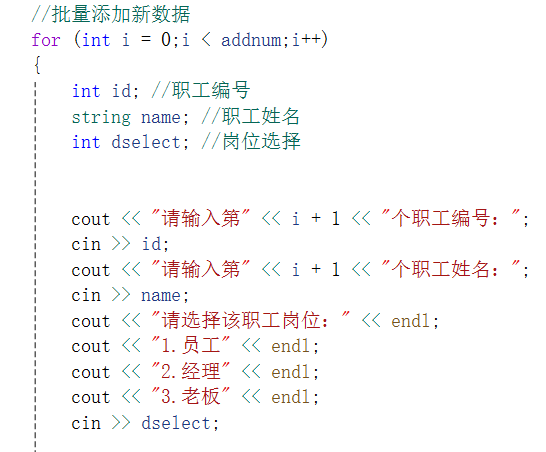 //批量添加新数据
for (int i = 0;i < addnum;i++)
{
int id; //职工编号
string name; //职工姓名
int dselect; //岗位选择
cout << "请输入第" << i + 1 << "个职工编号：";
cin >> id;
cout << "请输入第" << i + 1 << "个职工姓名：";
cin >> name;
cout << "请选择该职工岗位：" << endl;
cout << "1.员工" << endl;
cout << "2.经理" << endl;
cout << "3.老板" << endl;
cin >> dselect;